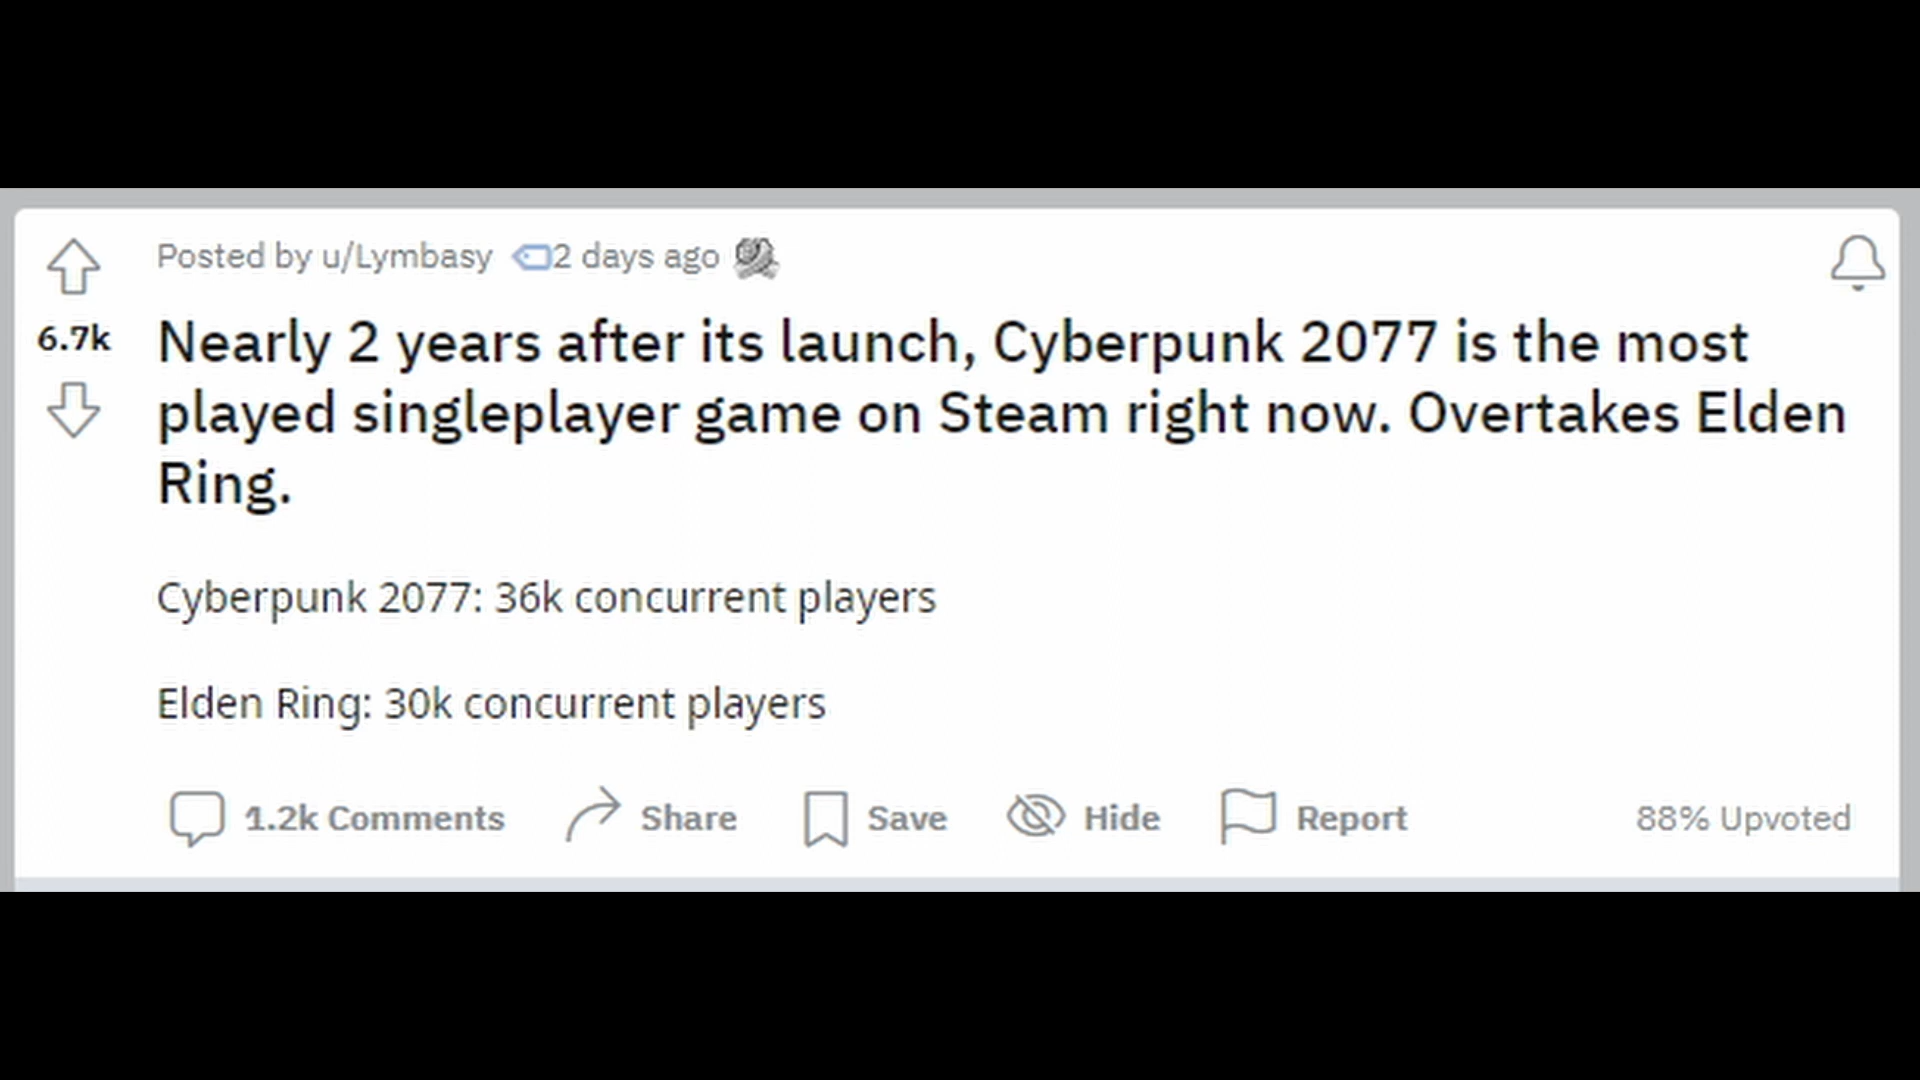 Posted by u/Lymbasy 2 days ago
6.7k
Nearly 2 years after its launch, Cyberpunk 2077 is the most
played singleplayer game on Steam right now. Overtakes Elden
Ring.
Cyberpunk 2077: 36k concurrent players
Elden Ring: 30k concurrent players
1.2k Comments Share Save Hide Report 88% Upvoted